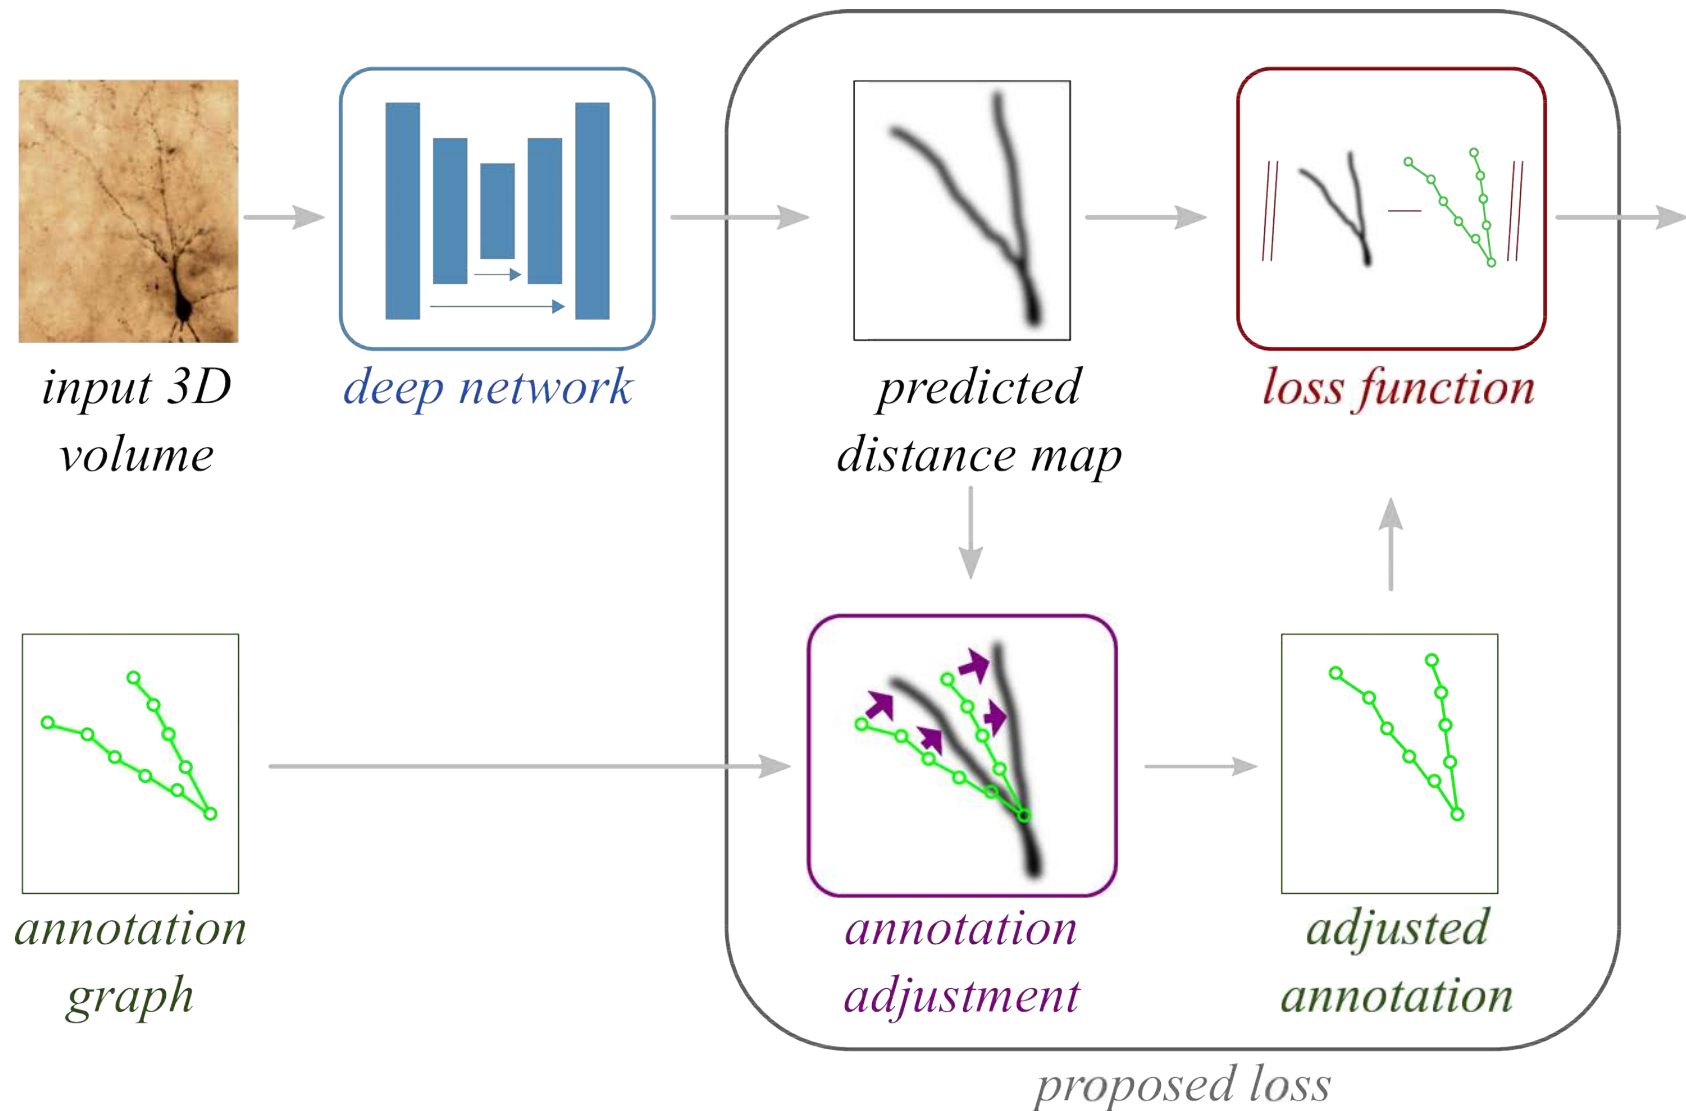 input 3D
volume
deep network
predicted
distance map
loss function
annotation
graph
annotation
adjustment
adjusted
annotation
proposed loss